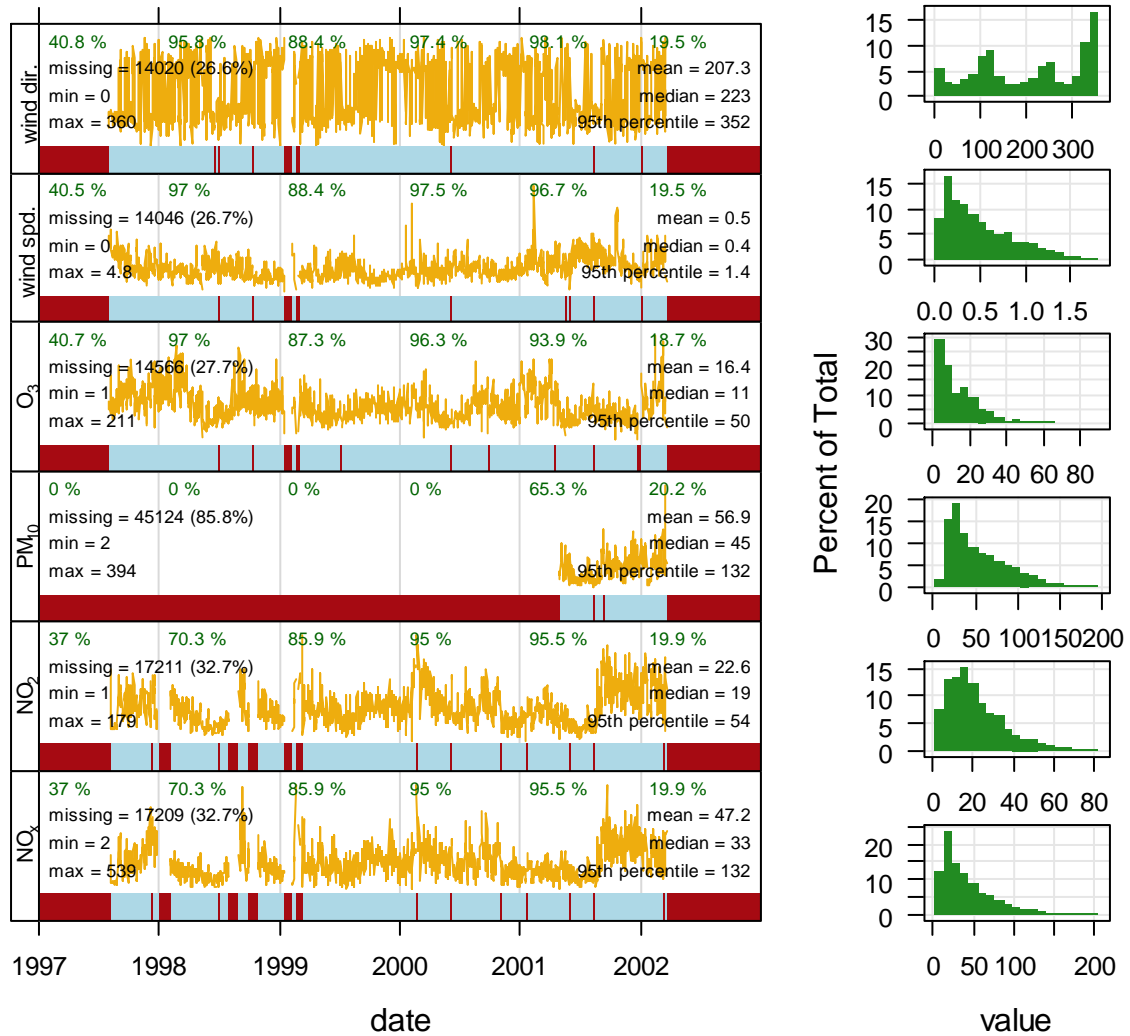 40.8 % 95.8 % 88.4 % 97.4 % 98.1 % 19.5 %
missing = 14020 (26.6%) mean = 207.3
min = 0 median = 223
max = 360 95th percentile = 352
wind dir.
40.5 % 97 % 88.4 % 97.5 % 96.7 % 19.5 %
missing = 14046 (26.7%) mean = 0.5
min = 0 median = 0.4
max = 4.8 95th percentile = 1.4
wind spd.
40.7 % 97 % 87.3 % 96.3 % 93.9 % 18.7 %
missing = 14566 (27.7%) mean = 16.4
min = 1 median = 11
max = 211 95th percentile = 50
O3
0 % 0 % 0 % 0 % 65.3 % 20.2 %
missing = 45124 (85.8%) mean = 56.9
min = 2 median = 45
max = 394 95th percentile = 132
PM10
37 % 70.3 % 85.9 % 95 % 95.5 % 19.9 %
missing = 17211 (32.7%) mean = 22.6
min = 1 median = 19
max = 179 95th percentile = 54
NO2
37 % 70.3 % 85.9 % 95 % 95.5 % 19.9 %
missing = 17209 (32.7%) mean = 47.2
min = 2 median = 33
max = 539 95th percentile = 132
NOx
1997 1998 1999 2000 2001 2002
date
15
10
5
0
0 100 200 300
15
10
5
0
0.0 0.5 1.0 1.5
30
20
10
0
0 20 40 60 80
20
15
10
5
0
0 50 100 150 200
15
10
5
0
0 20 40 60 80
20
10
5
0
0 50 100 200
Percent of Total
value